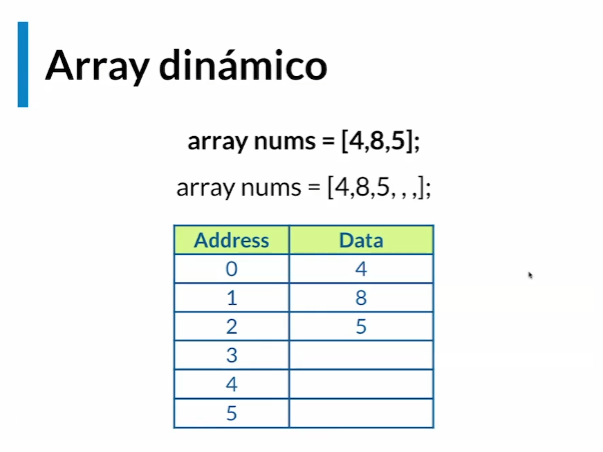 Array dinámico
array nums = [4,8,5];
array nums = [4,8,5, , ,];
Address Data
0 4
1 8
2 5
3
4
5